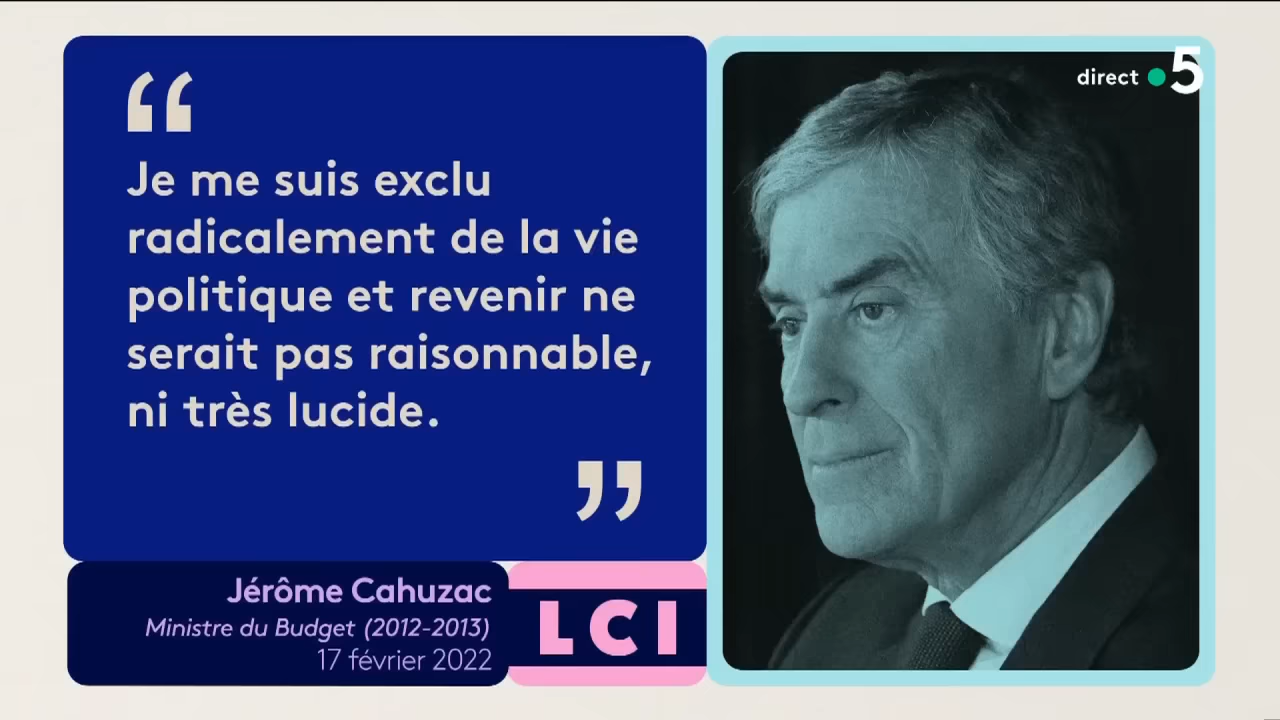 “
Je me suis exclu
radicalement de la vie
politique et revenir ne
serait pas raisonnable,
ni très lucide.
”
Jérôme Cahuzac
Ministre du Budget (2012-2013)
17 février 2022
LCI
direct 5